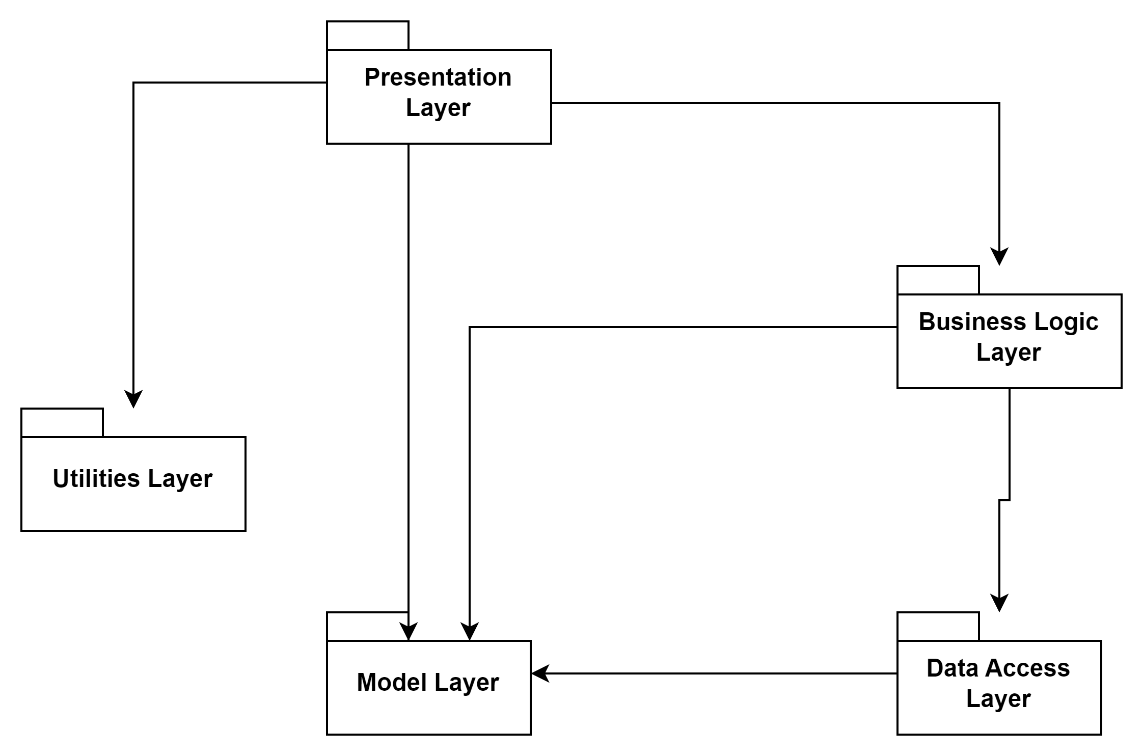 Presentation
Layer
Business Logic
Layer
Utilities Layer
Model Layer
Data Access
Layer